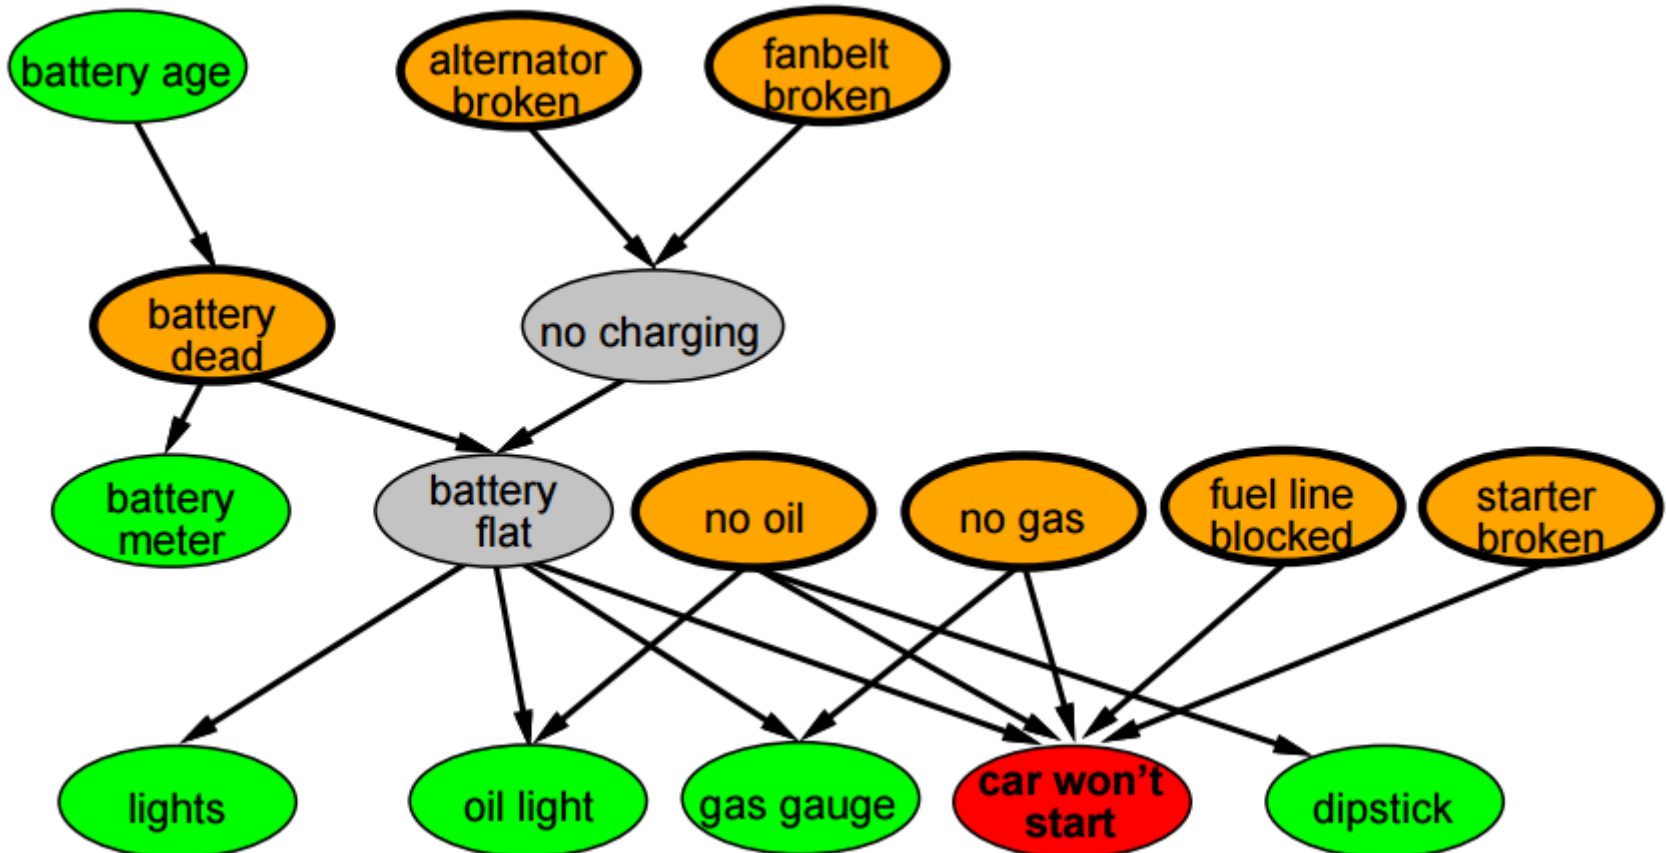 battery age
alternator
broken
fanbelt
broken
battery
dead
no charging
battery
meter
battery
flat
no oil
no gas
fuel line
blocked
starter
broken
lights
oil light
gas gauge
car won't
start
dipstick